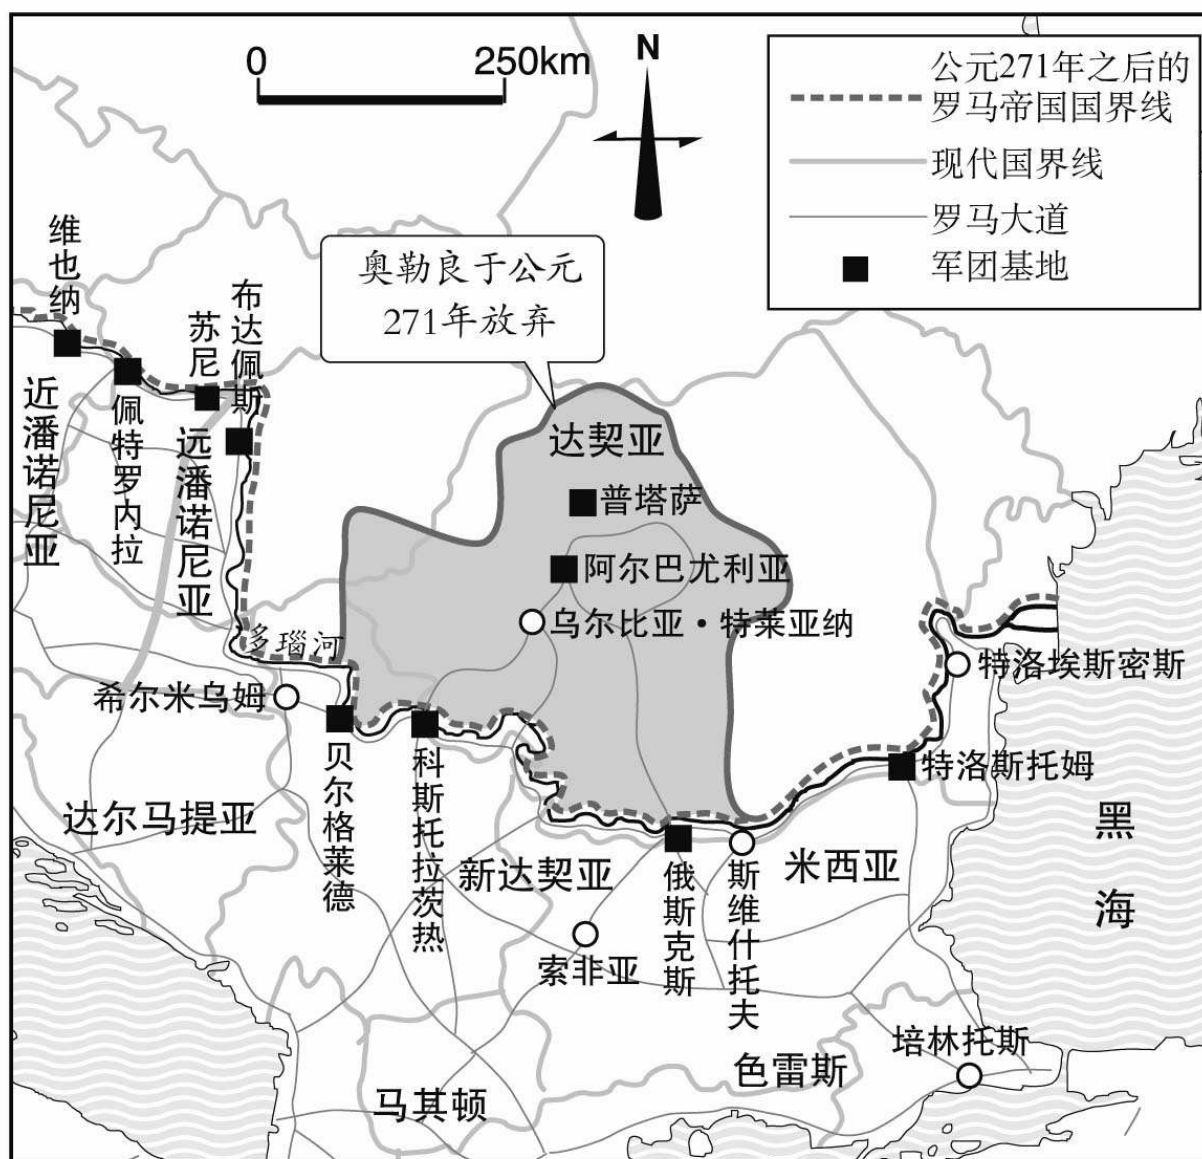 0
250km
N
公元271年之后的
罗马帝国国界线
现代国界线
罗马大道
军团基地
奥勒良于公元
271年放弃
维也纳
苏尼
布达佩斯
近潘诺尼亚
佩特罗内拉
远潘诺尼亚
达契亚
普塔萨
阿尔巴尤利亚
乌尔比亚·特莱亚纳
多瑙河
希尔米乌姆
特洛埃斯密斯
贝尔格莱德
科斯托拉茨热
特洛斯托姆
达尔马提亚
新达契亚
俄斯克斯
斯维什托夫
米西亚
黑海
索非亚
培林托斯
色雷斯
马其顿